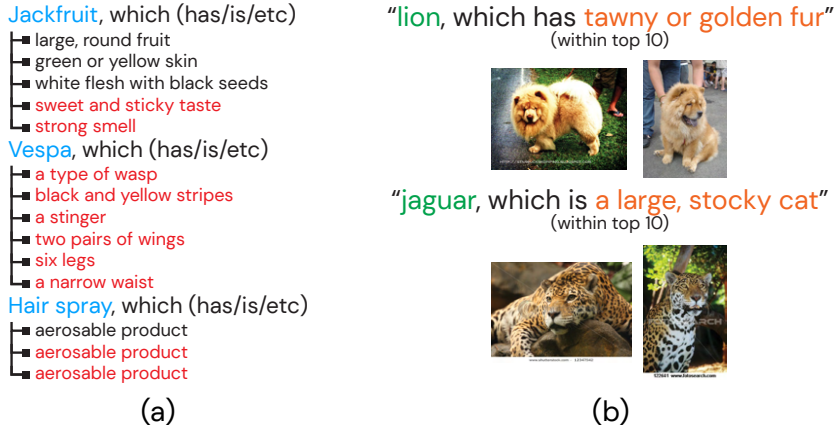 Jackfruit, which (has/is/etc)
large, round fruit
green or yellow skin
white flesh with black seeds
sweet and sticky taste
strong smell
Vespa, which (has/is/etc)
a type of wasp
black and yellow stripes
a stinger
two pairs of wings
six legs
a narrow waist
Hair spray, which (has/is/etc)
aerosable product
aerosable product
aerosable product
(a)
“lion, which has tawny or golden fur”
(within top 10)
“jaguar, which is a large, stocky cat”
(within top 10)
(b)